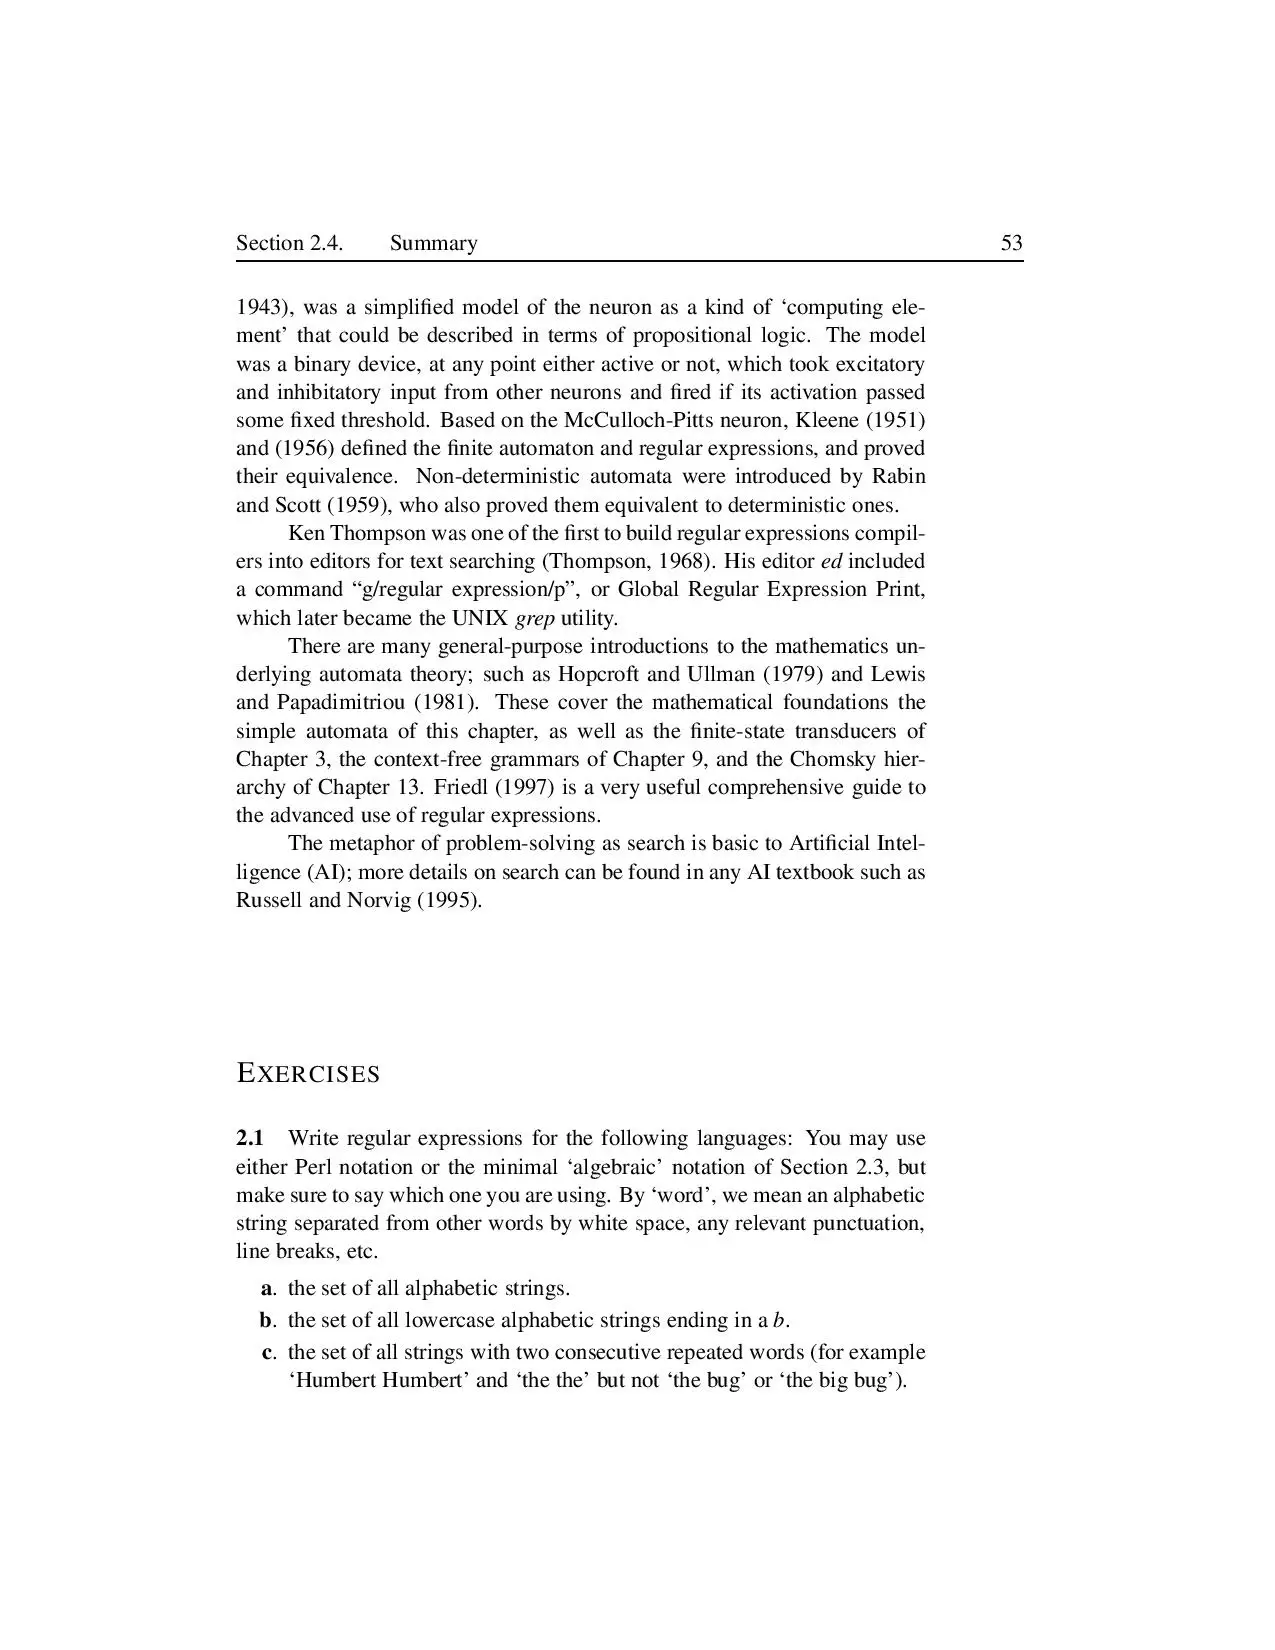 Section 2.4. Summary 53
1943), was a simplified model of the neuron as a kind of ‘computing ele-
ment’ that could be described in terms of propositional logic. The model
was a binary device, at any point either active or not, which took excitatory
and inhibitatory input from other neurons and fired if its activation passed
some fixed threshold. Based on the McCulloch-Pitts neuron, Kleene (1951)
and (1956) defined the finite automaton and regular expressions, and proved
their equivalence. Non-deterministic automata were introduced by Rabin
and Scott (1959), who also proved them equivalent to deterministic ones.
Ken Thompson was one of the first to build regular expressions compil-
ers into editors for text searching (Thompson, 1968). His editor ed included
a command “g/regular expression/p”, or Global Regular Expression Print,
which later became the UNIX grep utility.
There are many general-purpose introductions to the mathematics un-
derlying automata theory; such as Hopcroft and Ullman (1979) and Lewis
and Papadimitriou (1981). These cover the mathematical foundations the
simple automata of this chapter, as well as the finite-state transducers of
Chapter 3, the context-free grammars of Chapter 9, and the Chomsky hier-
archy of Chapter 13. Friedl (1997) is a very useful comprehensive guide to
the advanced use of regular expressions.
The metaphor of problem-solving as search is basic to Artificial Intel-
ligence (AI); more details on search can be found in any AI textbook such as
Russell and Norvig (1995).
EXERCISES
2.1 Write regular expressions for the following languages: You may use
either Perl notation or the minimal ‘algebraic’ notation of Section 2.3, but
make sure to say which one you are using. By ‘word’, we mean an alphabetic
string separated from other words by white space, any relevant punctuation,
line breaks, etc.
a. the set of all alphabetic strings.
b. the set of all lowercase alphabetic strings ending in a b.
c. the set of all strings with two consecutive repeated words (for example
‘Humbert Humbert’ and ‘the the’ but not ‘the bug’ or ‘the big bug’).